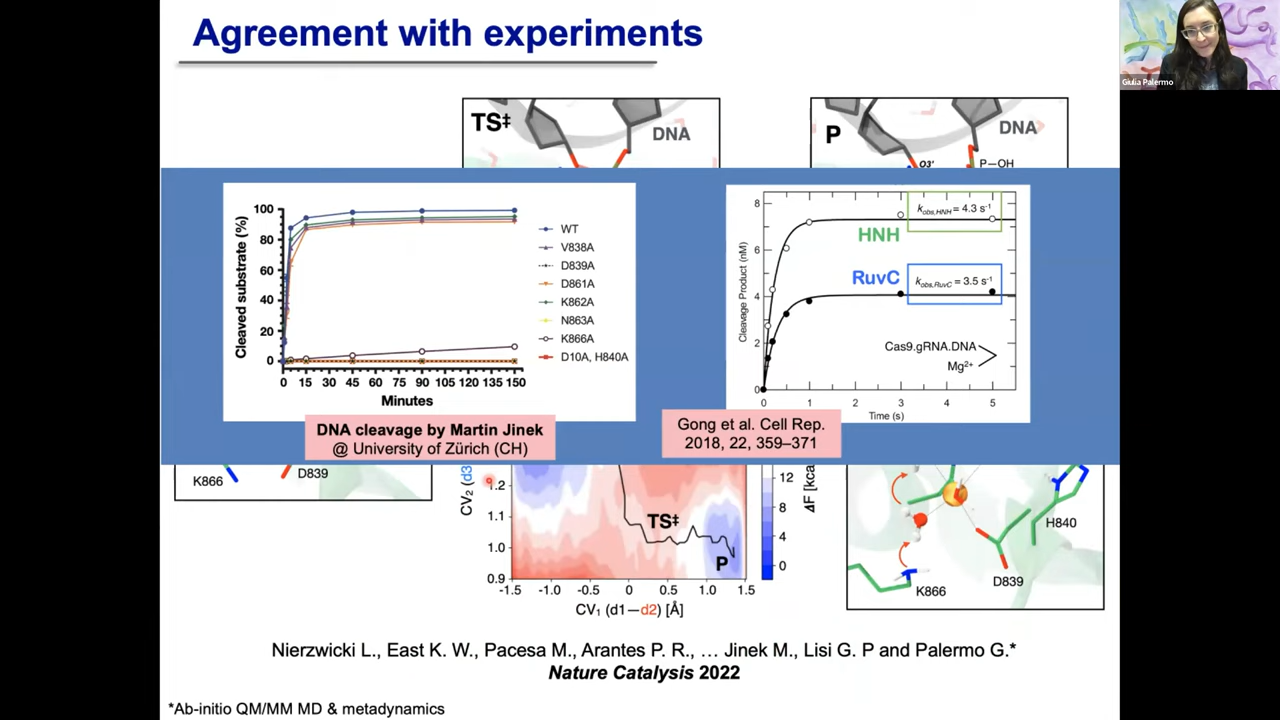 Agreement with experiments
Giulia Palermo
TS‡
DNA
P
DNA
O3'
P—OH
100
80
60
40
20
0
Cleaved substrate (%)
0 15 30 45 60 75 90 105 120 135 150
Minutes
WT
V838A
D839A
D861A
K862A
N863A
K866A
D10A, H840A
DNA cleavage by Martin Jinek
@ University of Zürich (CH)
8
6
4
2
0
Cleavage Product (nM)
kobs,HNH = 4.3 s-1
HNH
RuvC
kobs,RuvC = 3.5 s-1
Cas9.gRNA.DNA
Mg2+
0 1 2 3 4 5
Time (s)
Gong et al. Cell Rep.
2018, 22, 359–371
K866
D839
CV2 (d3
1.2
1.1
1.0
0.9
TS‡
P
-1.5 -1.0 -0.5 0 0.5 1.0 1.5
CV1 (d1—d2) [Å]
12
8
4
0
ΔF [kca
H840
D839
K866
Nierzwicki L., East K. W., Pacesa M., Arantes P. R., … Jinek M., Lisi G. P and Palermo G.*
Nature Catalysis 2022
*Ab-initio QM/MM MD & metadynamics